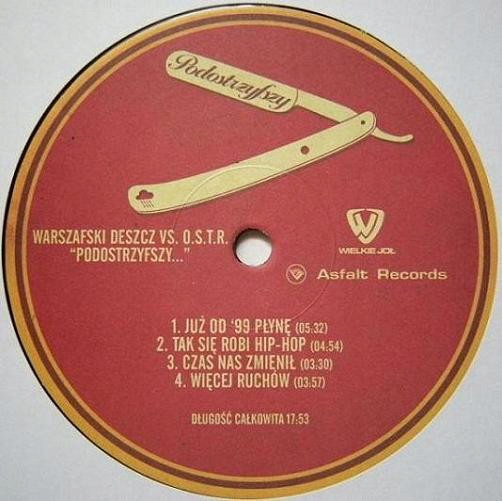 Podostrzyfszy
WARSZAFSKI DESZCZ VS. O.S.T.R.
"PODOSTRZYFSZY..."
WIELKIE JOŁ
Asfalt Records
1. JUŻ OD '99 PŁYNĘ (05:32)
2. TAK SIĘ ROBI HIP-HOP (04:54)
3. CZAS NAS ZMIENIŁ (03:30)
4. WIĘCEJ RUCHÓW (03:57)
DŁUGOŚĆ CAŁKOWITA 17:53